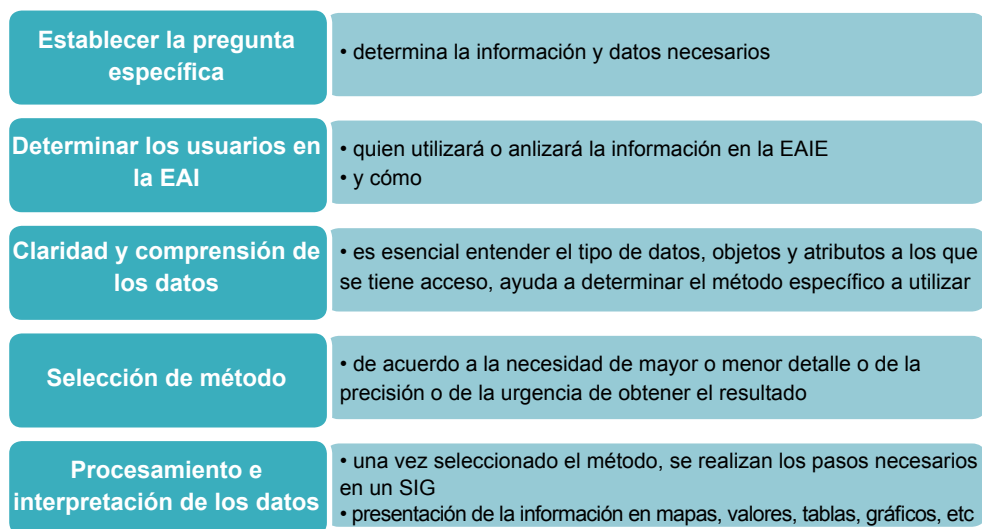 Establecer la pregunta
específica
• determina la información y datos necesarios
Determinar los usuarios en
la EAI
• quien utilizará o anlizará la información en la EAIE
• y cómo
Claridad y comprensión de
los datos
• es esencial entender el tipo de datos, objetos y atributos a los que
se tiene acceso, ayuda a determinar el método específico a utilizar
Selección de método
• de acuerdo a la necesidad de mayor o menor detalle o de la
precisión o de la urgencia de obtener el resultado
Procesamiento e
interpretación de los datos
• una vez seleccionado el método, se realizan los pasos necesarios
en un SIG
• presentación de la información en mapas, valores, tablas, gráficos, etc